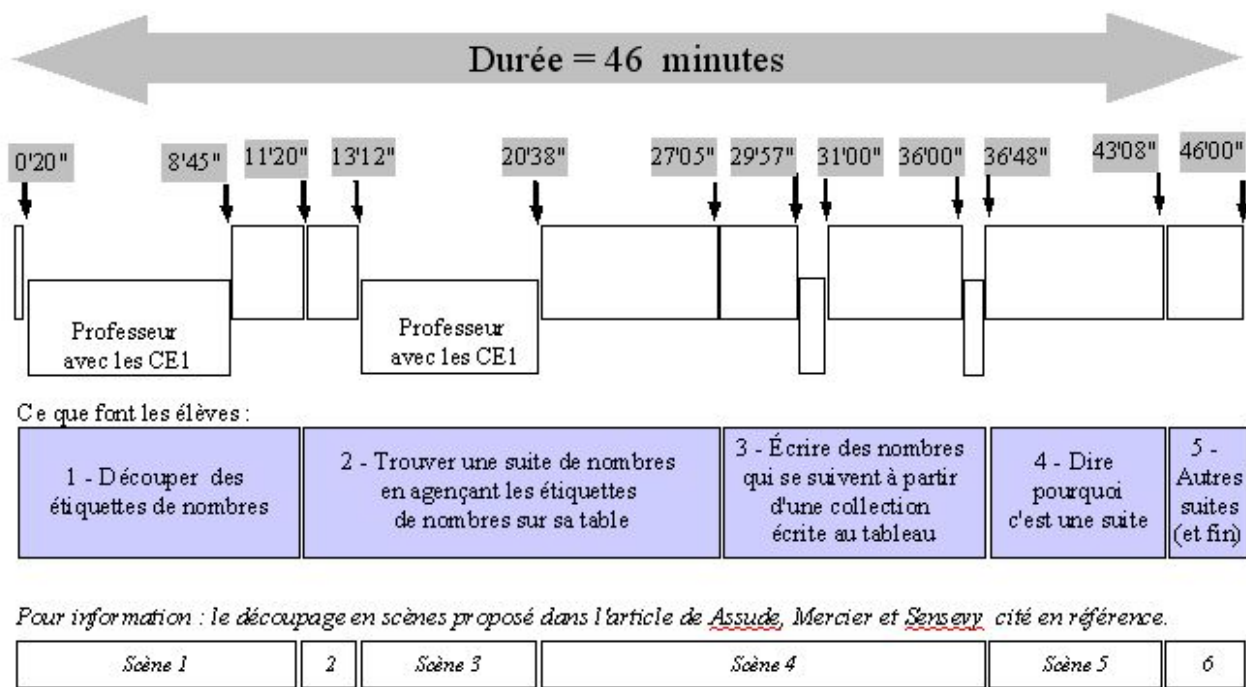 Durée = 46 minutes
0'20" 8'45" 11'20" 13'12" 20'38" 27'05" 29'57" 31'00" 36'00" 36'48" 43'08" 46'00"
Professeur
avec les CE1
Professeur
avec les CE1
Ce que font les élèves :
1 - Découper des
étiquettes de nombres
2 - Trouver une suite de nombres
en agençant les étiquettes
de nombres sur sa table
3 - Écrire des nombres
qui se suivent à partir
d'une collection
écrite au tableau
4 - Dire
pourquoi
c'est une suite
5 -
Autres
suites
(et fin)
Pour information : le découpage en scènes proposé dans l'article de Assude, Mercier et Sensevy cité en référence.
Scène 1
2
Scène 3
Scène 4
Scène 5
6